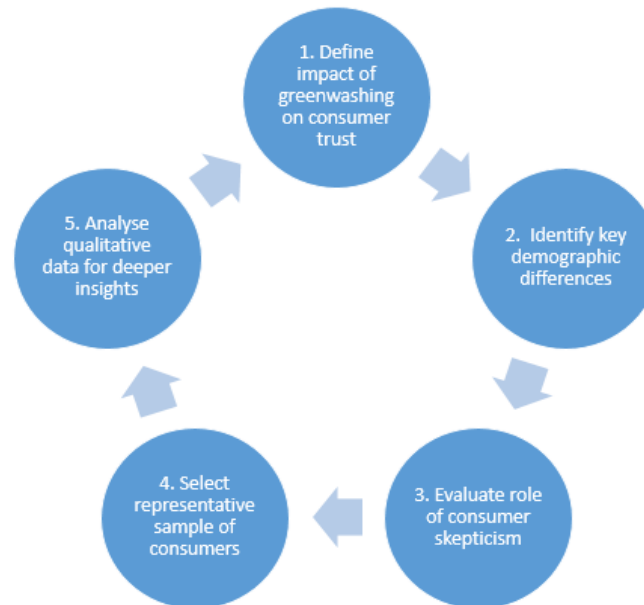 1. Define
impact of
greenwashing
on consumer
trust
2.  Identify key
demographic
differences
3. Evaluate role
of consumer
skepticism
4. Select
representative
sample of
consumers
5. Analyse
qualitative
data for deeper
insights